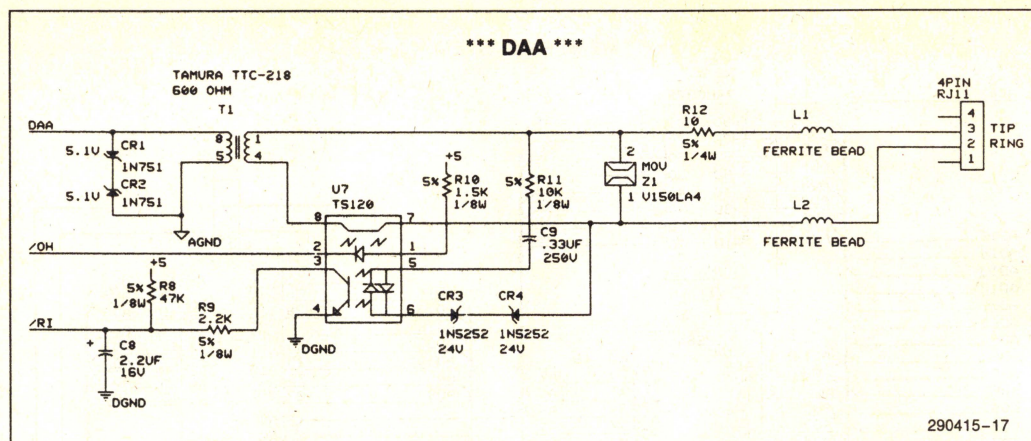 *** DAA ***
TAMURA TTC-218
600 OHM
T1
4PIN
RJ11
4
3
2
1
TIP
RING
DAA
8
5
1
4
R12
10
5%
1/4W
L1
FERRITE BEAD
5.1V
CR1
1N751
5.1V
CR2
1N751
AGND
+5
5%
R10
1.5K
1/8W
5%
R11
10K
1/8W
2
MOV
Z1
1
V150LA4
U7
TS120
8
7
C9
.33UF
250V
L2
FERRITE BEAD
/OH
2
1
3
5
4
6
+5
5%
R8
1/8W
47K
R9
2.2K
5%
1/8W
/RI
DGND
CR3
1N5252
24V
CR4
1N5252
24V
+
C8
2.2UF
16V
DGND
290415-17